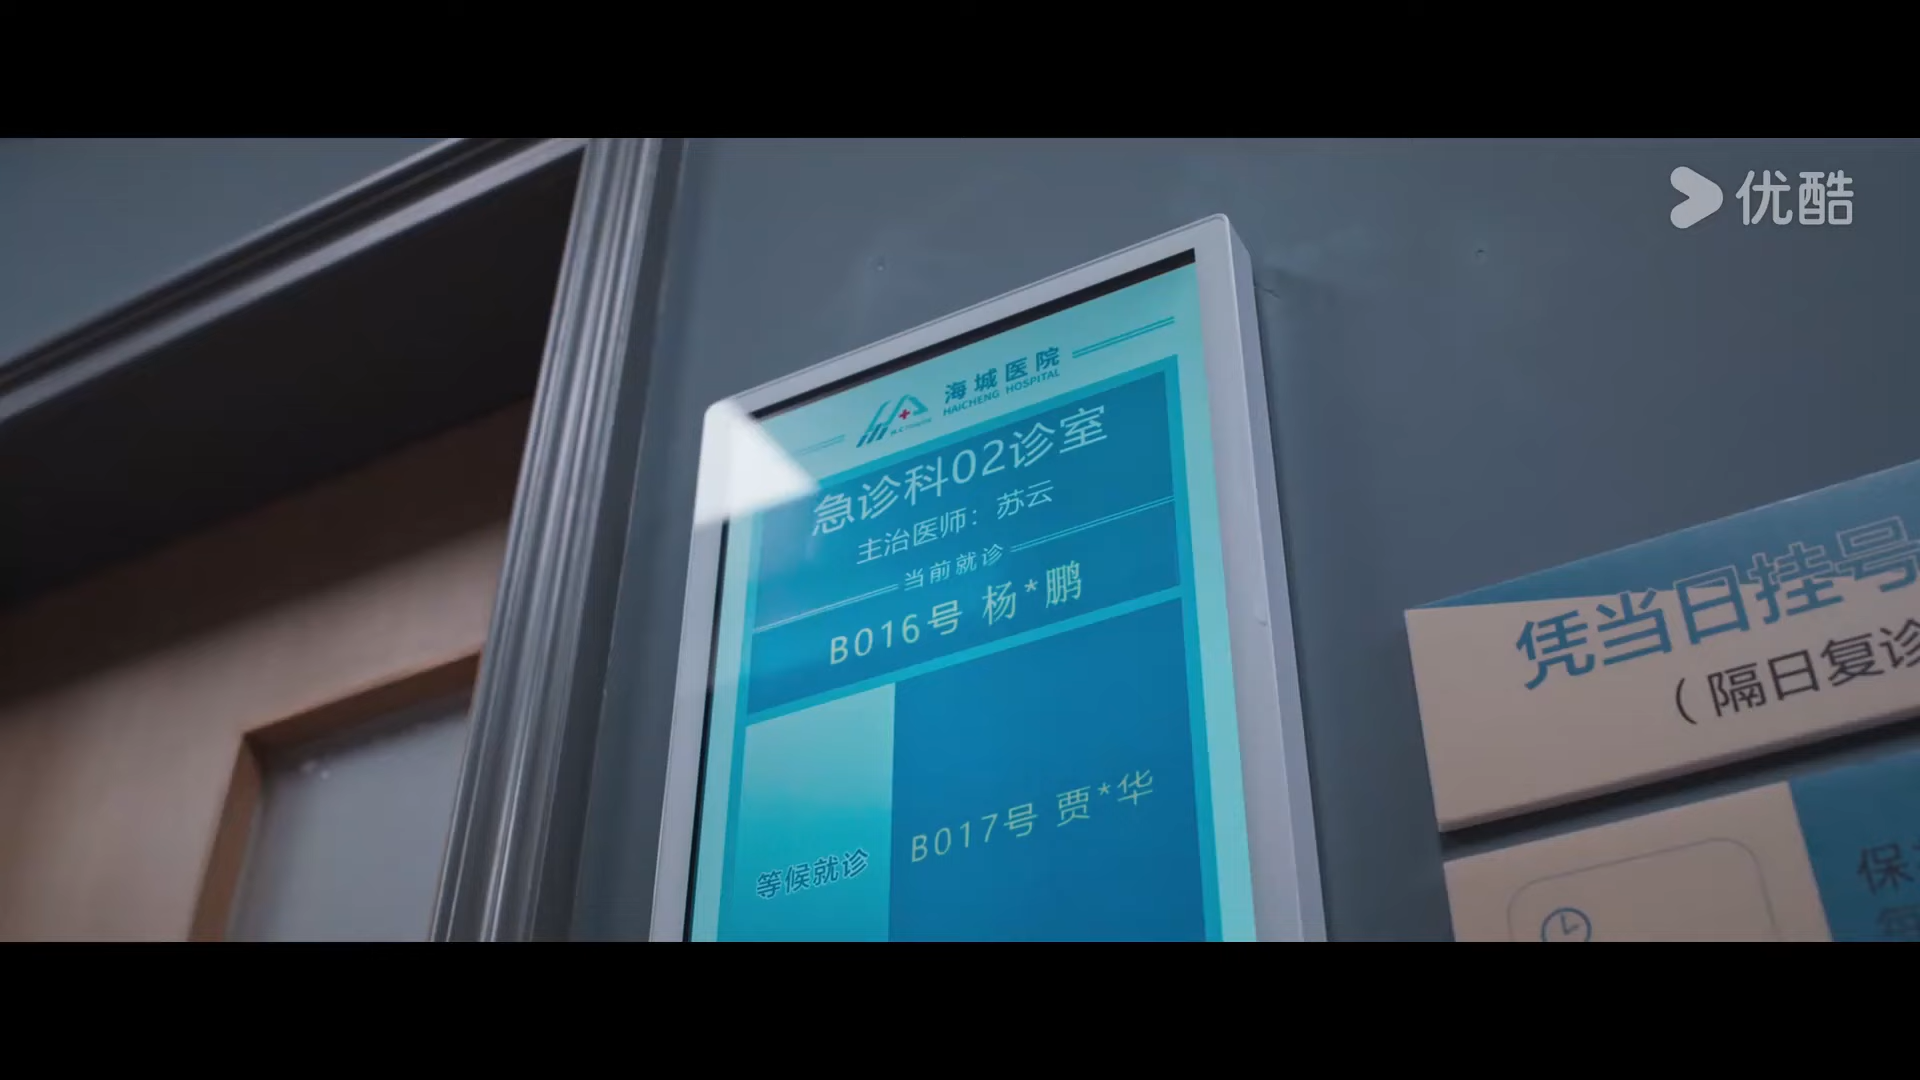 优酷
海城医院
HAICHENG HOSPITAL
急诊科02诊室
主治医师：苏云
当前就诊
B016号 杨*鹏
等候就诊
B017号 贾*华
凭当日挂号
（隔日复诊
保